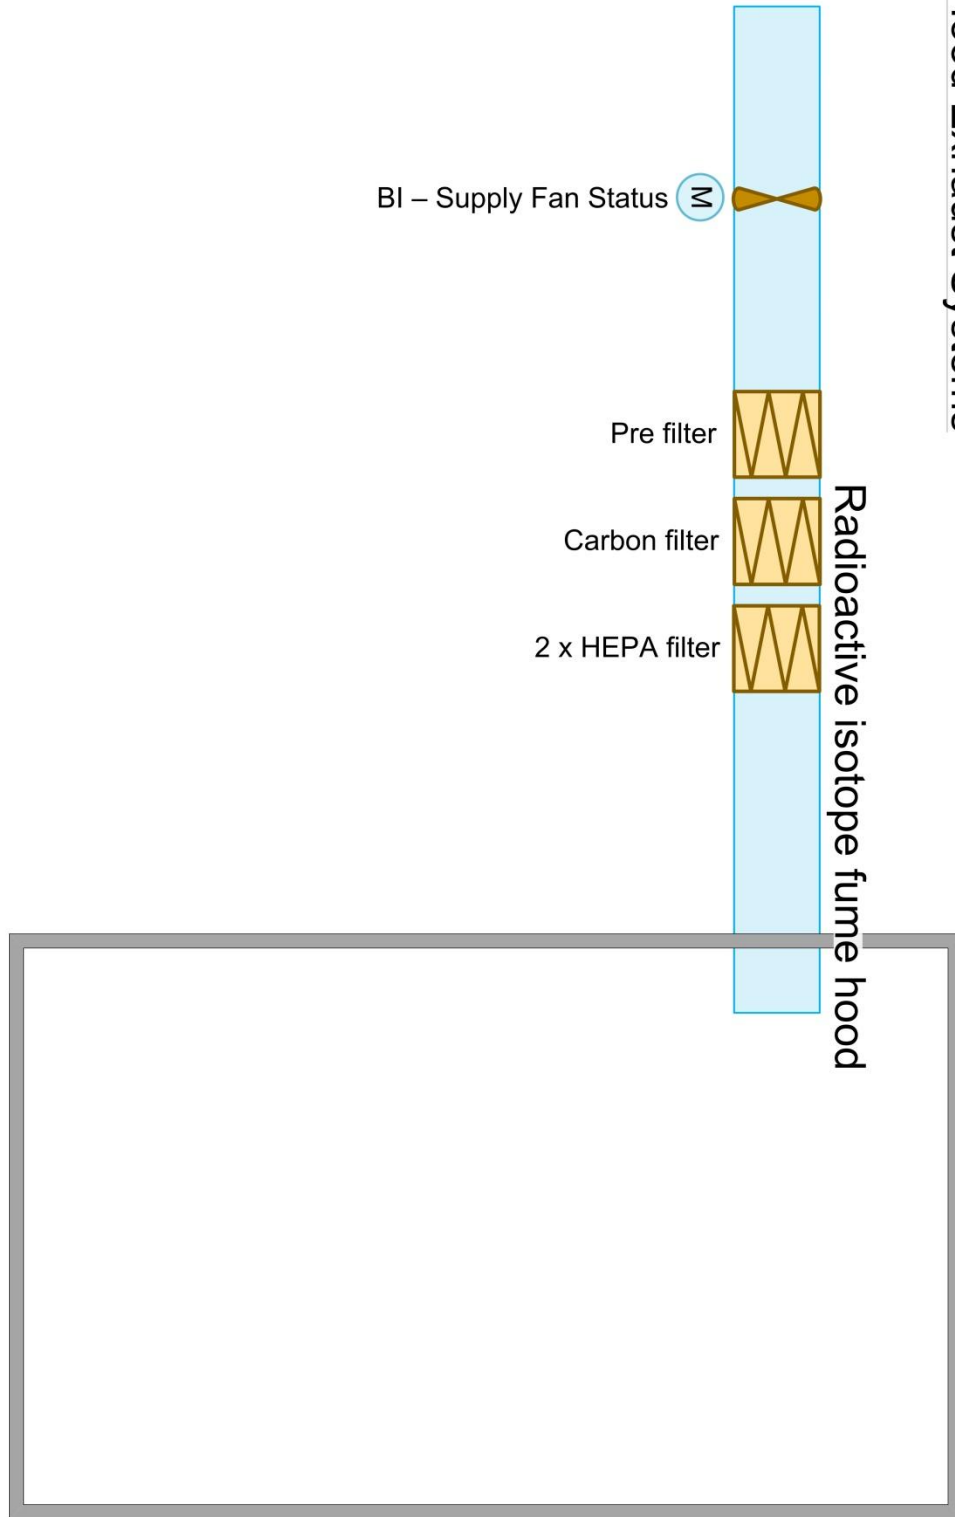 BI – Supply Fan Status
M
Pre filter
Carbon filter
2 x HEPA filter
Radioactive isotope fume hood